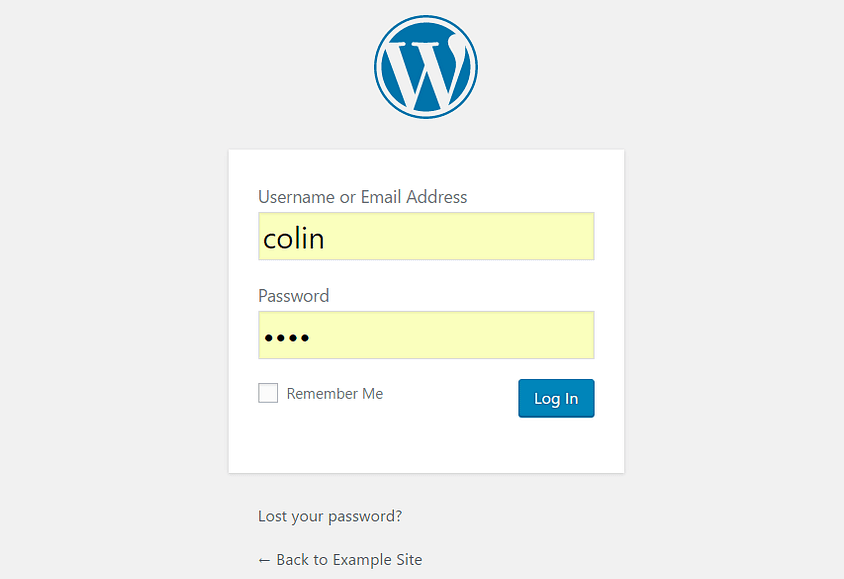 Username or Email Address
colin
Password
••••
Remember Me
Log In
Lost your password?
← Back to Example Site